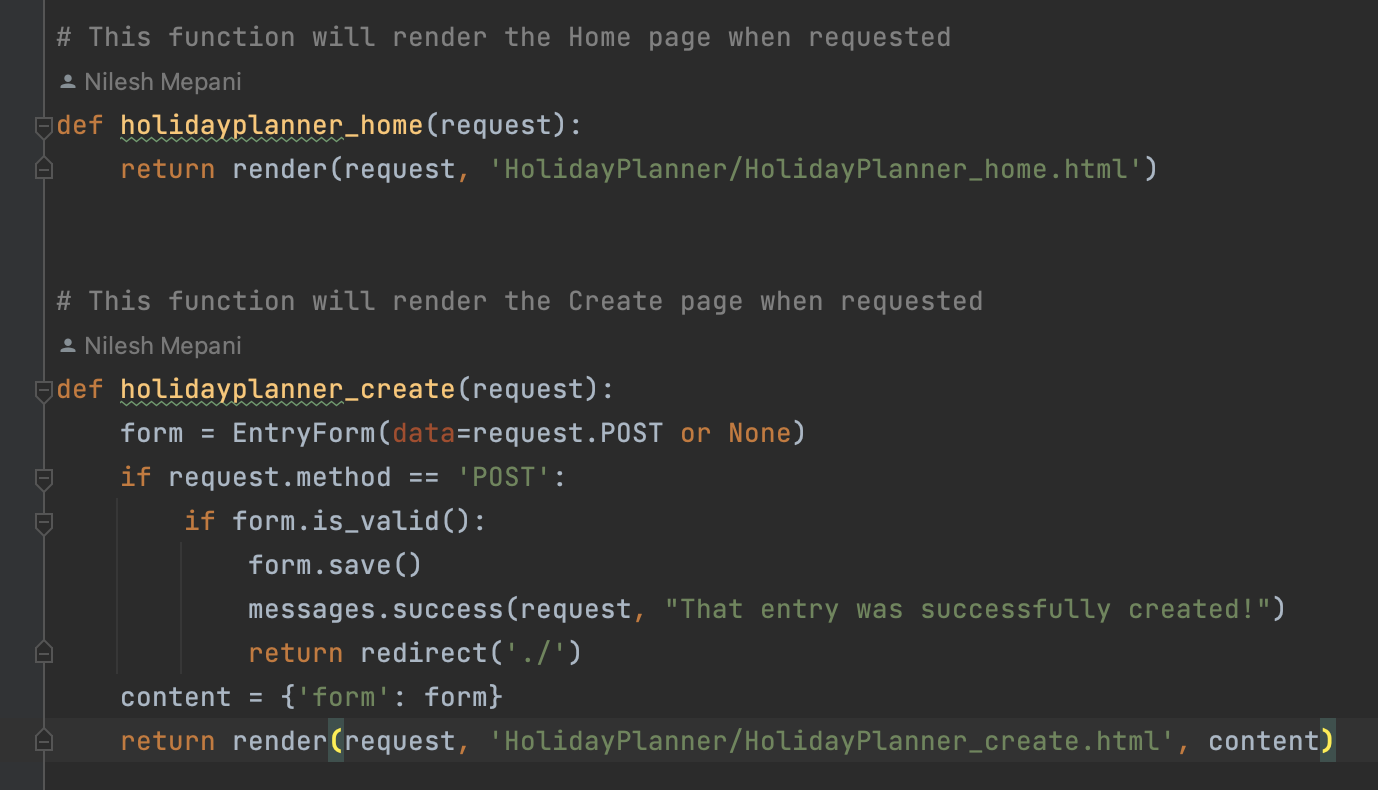 # This function will render the Home page when requested
Nilesh Mepani
def holidayplanner_home(request):
    return render(request, 'HolidayPlanner/HolidayPlanner_home.html')
# This function will render the Create page when requested
Nilesh Mepani
def holidayplanner_create(request):
    form = EntryForm(data=request.POST or None)
    if request.method == 'POST':
        if form.is_valid():
            form.save()
            messages.success(request, "That entry was successfully created!")
            return redirect('./')
    content = {'form': form}
    return render(request, 'HolidayPlanner/HolidayPlanner_create.html', content)